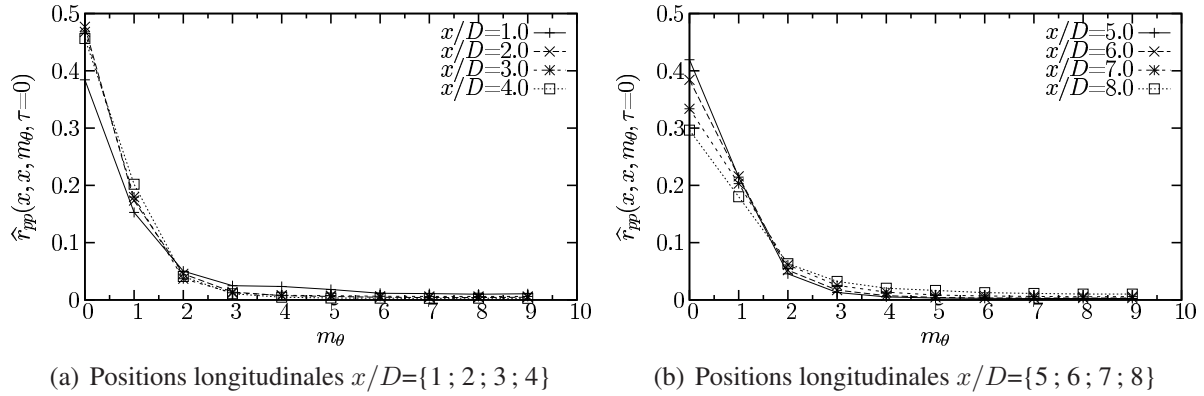 x/D=1.0
x/D=2.0
x/D=3.0
x/D=4.0
0.5
0.4
0.3
0.2
0.1
0
0 1 2 3 4 5 6 7 8 9 10
r̂pp(x, x, mθ, τ=0)
mθ
(a) Positions longitudinales x/D={1 ; 2 ; 3 ; 4}
x/D=5.0
x/D=6.0
x/D=7.0
x/D=8.0
0.5
0.4
0.3
0.2
0.1
0
0 1 2 3 4 5 6 7 8 9 10
r̂pp(x, x, mθ, τ=0)
mθ
(b) Positions longitudinales x/D={5 ; 6 ; 7 ; 8}